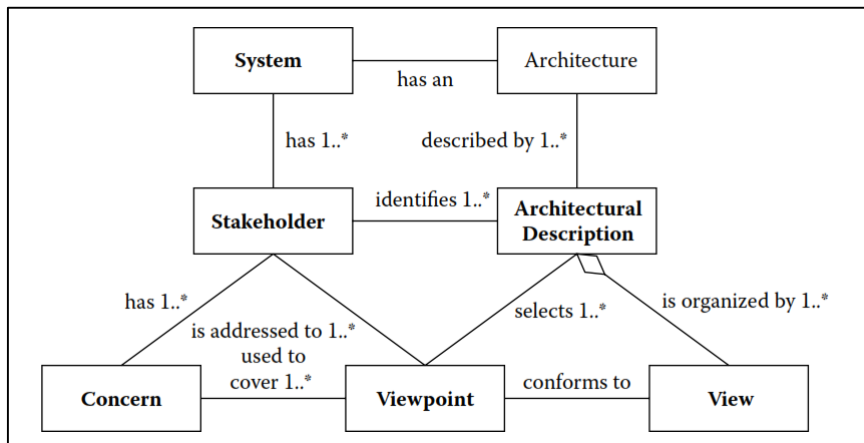 System
Architecture
has an
has 1..*
described by 1..*
identifies 1..*
Stakeholder
Architectural
Description
has 1..*
is addressed to 1..*
selects 1..*
is organized by 1..*
used to
cover 1..*
conforms to
Concern
Viewpoint
View